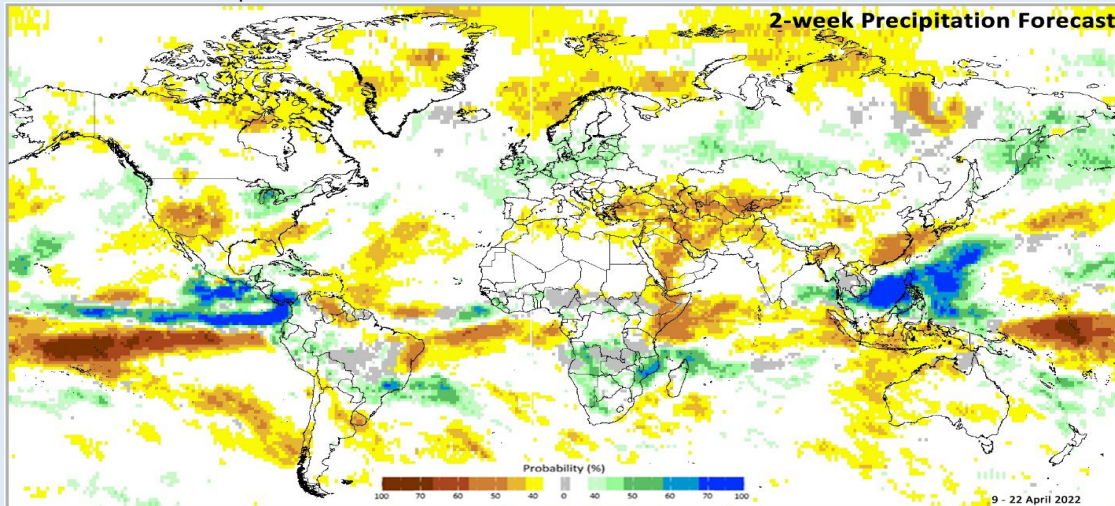 2-week Precipitation Forecast
Probability (%)
100 70 60 50 40 0 40 50 60 70 100
9 - 22 April 2022